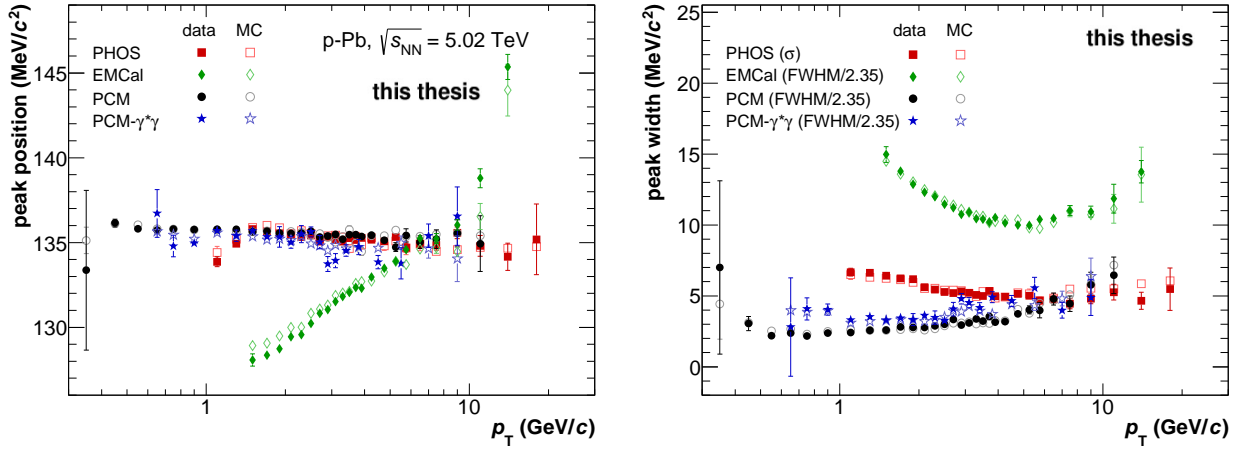 data MC
p-Pb, √sNN = 5.02 TeV
PHOS
EMCal
PCM
PCM-γ*γ
this thesis
peak position (MeV/c²)
145
140
135
130
1
10
pT (GeV/c)
data MC
this thesis
PHOS (σ)
EMCal (FWHM/2.35)
PCM (FWHM/2.35)
PCM-γ*γ (FWHM/2.35)
peak width (MeV/c²)
25
20
15
10
5
0
1
10
pT (GeV/c)